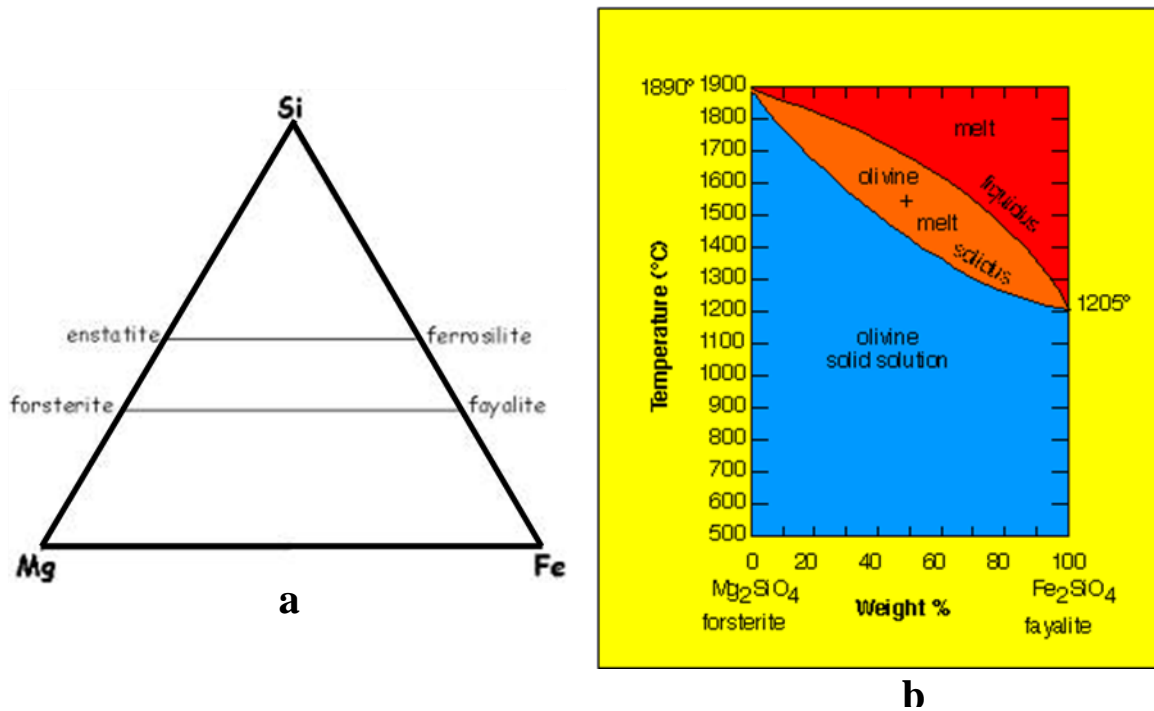 Si
enstatite
ferrosilite
forsterite
fayalite
Mg
Fe
a
1890°
1900
1800
1700
1600
1500
1400
1300
1200
1100
1000
900
800
700
600
500
Temperature (°C)
melt
olivine
+
melt
liquidus
solidus
1205°
olivine
solid solution
0 20 40 60 80 100
Mg₂SiO₄ Fe₂SiO₄
Weight %
forsterite fayalite
b